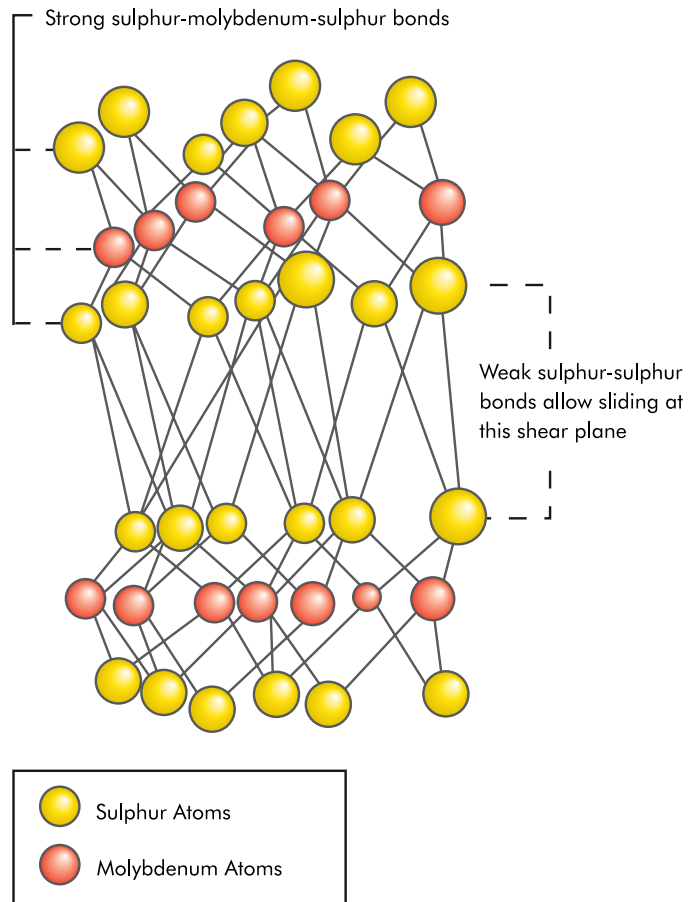 Strong sulphur-molybdenum-sulphur bonds
Weak sulphur-sulphur
bonds allow sliding at
this shear plane
Sulphur Atoms
Molybdenum Atoms